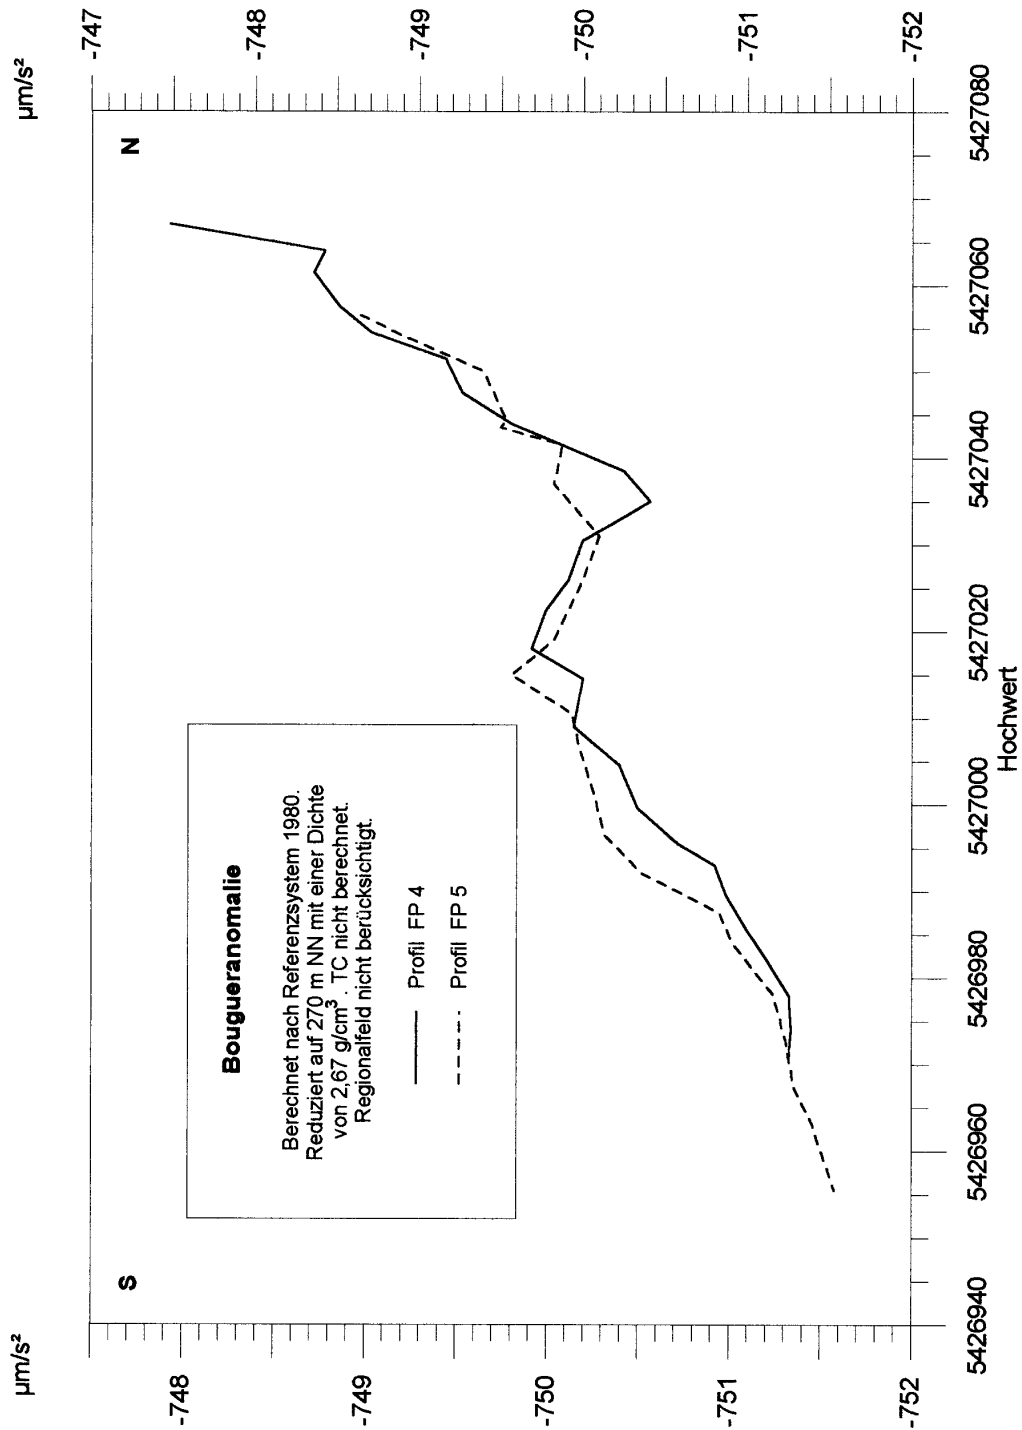 µm/s²
µm/s²
-748
-749
-750
-751
-752
-747
-748
-749
-750
-751
-752
S
N
Bougueranomalie
Berechnet nach Referenzsystem 1980.
Reduziert auf 270 m NN mit einer Dichte
von 2,67 g/cm³ . TC nicht berechnet.
Regionalfeld nicht berücksichtigt.
Profil FP 4
Profil FP 5
5426940
5426960
5426980
5427000
5427020
5427040
5427060
5427080
Hochwert